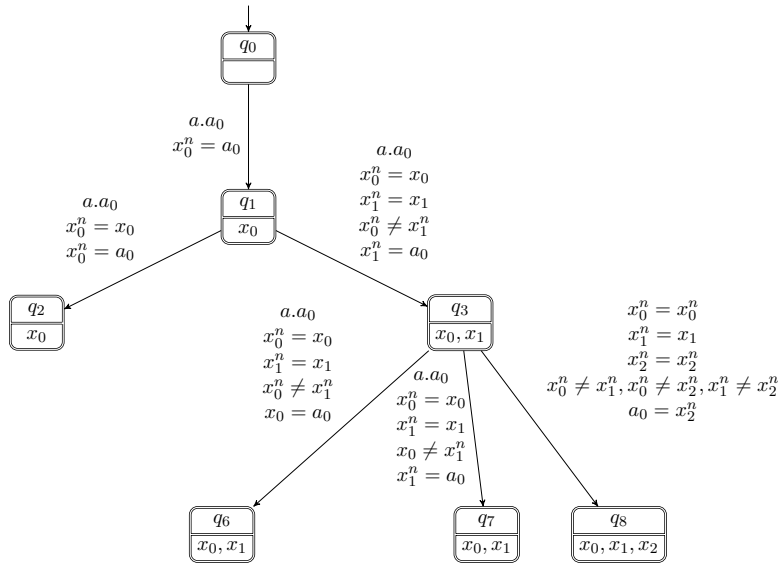 q₀
a.a₀
x₀ⁿ = a₀
a.a₀
x₀ⁿ = x₀
x₁ⁿ = x₁
x₀ⁿ ≠ x₁ⁿ
x₁ⁿ = a₀
q₁
x₀
a.a₀
x₀ⁿ = x₀
x₀ⁿ = a₀
q₂
x₀
q₃
x₀, x₁
a.a₀
x₀ⁿ = x₀
x₁ⁿ = x₁
x₀ⁿ ≠ x₁ⁿ
x₀ = a₀
a.a₀
x₀ⁿ = x₀
x₁ⁿ = x₁
x₀ ≠ x₁ⁿ
x₁ⁿ = a₀
x₀ⁿ = x₀ⁿ
x₁ⁿ = x₁
x₂ⁿ = x₂ⁿ
x₀ⁿ ≠ x₁ⁿ, x₀ⁿ ≠ x₂ⁿ, x₁ⁿ ≠ x₂ⁿ
a₀ = x₂ⁿ
q₆
x₀, x₁
q₇
x₀, x₁
q₈
x₀, x₁, x₂